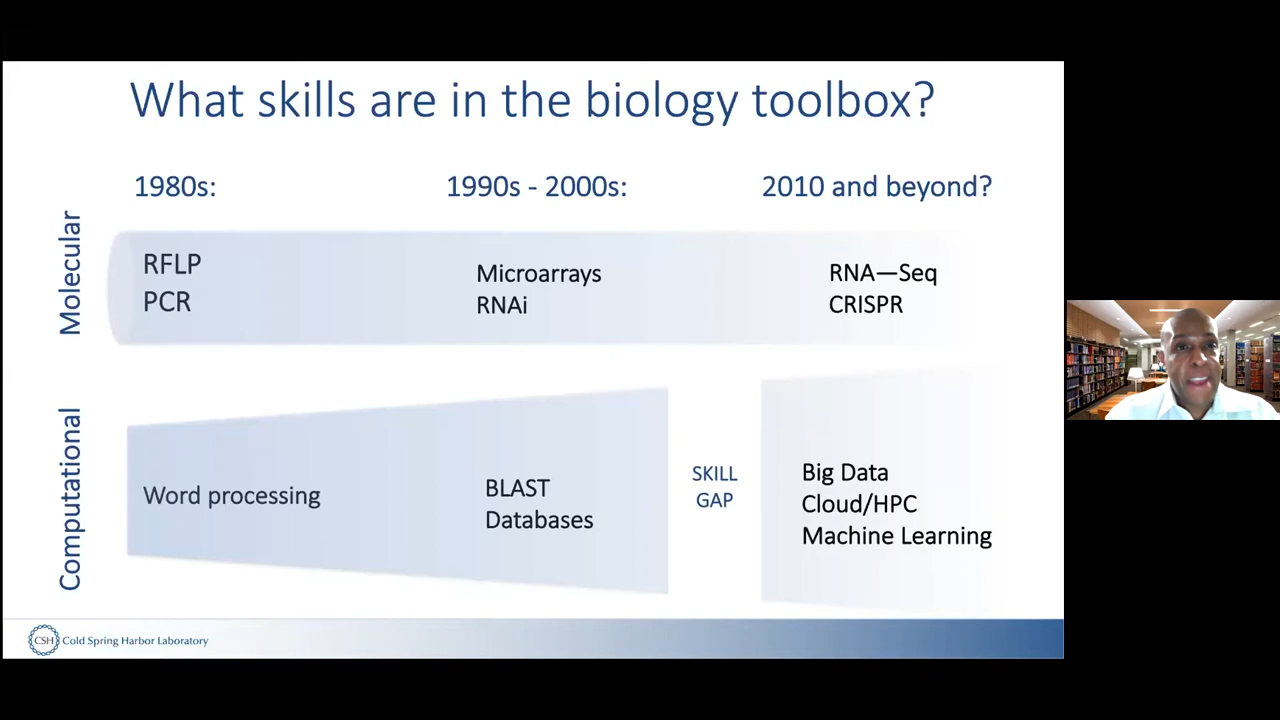 What skills are in the biology toolbox?
1980s:
1990s - 2000s:
2010 and beyond?
Molecular
RFLP
PCR
Microarrays
RNAi
RNA—Seq
CRISPR
Computational
Word processing
BLAST
Databases
SKILL
GAP
Big Data
Cloud/HPC
Machine Learning
CSH Cold Spring Harbor Laboratory